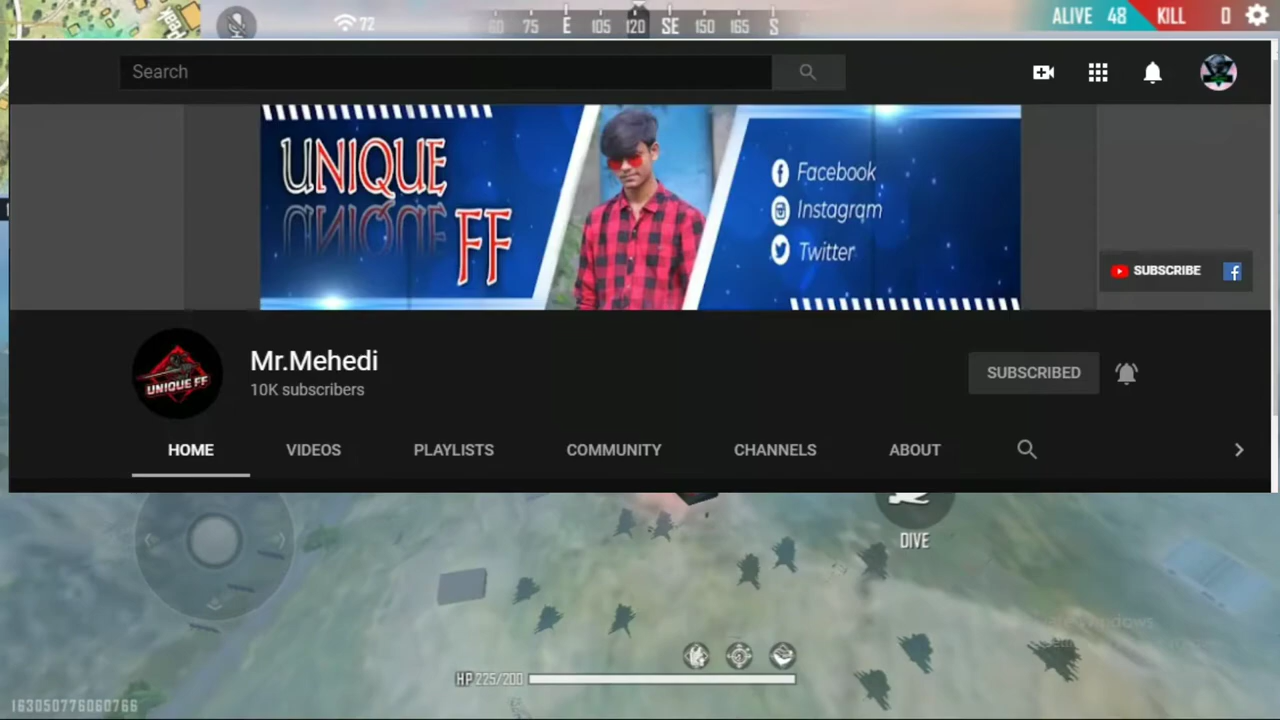 72
60 75 E 105 120 SE 150 165 S
ALIVE 48 KILL 0
Search
UNIQUE
FF
Facebook
Instagram
Twitter
SUBSCRIBE
UNIQUE FF
Mr.Mehedi
10K subscribers
SUBSCRIBED
HOME VIDEOS PLAYLISTS COMMUNITY CHANNELS ABOUT
DIVE
HP 225/200
163050776060766